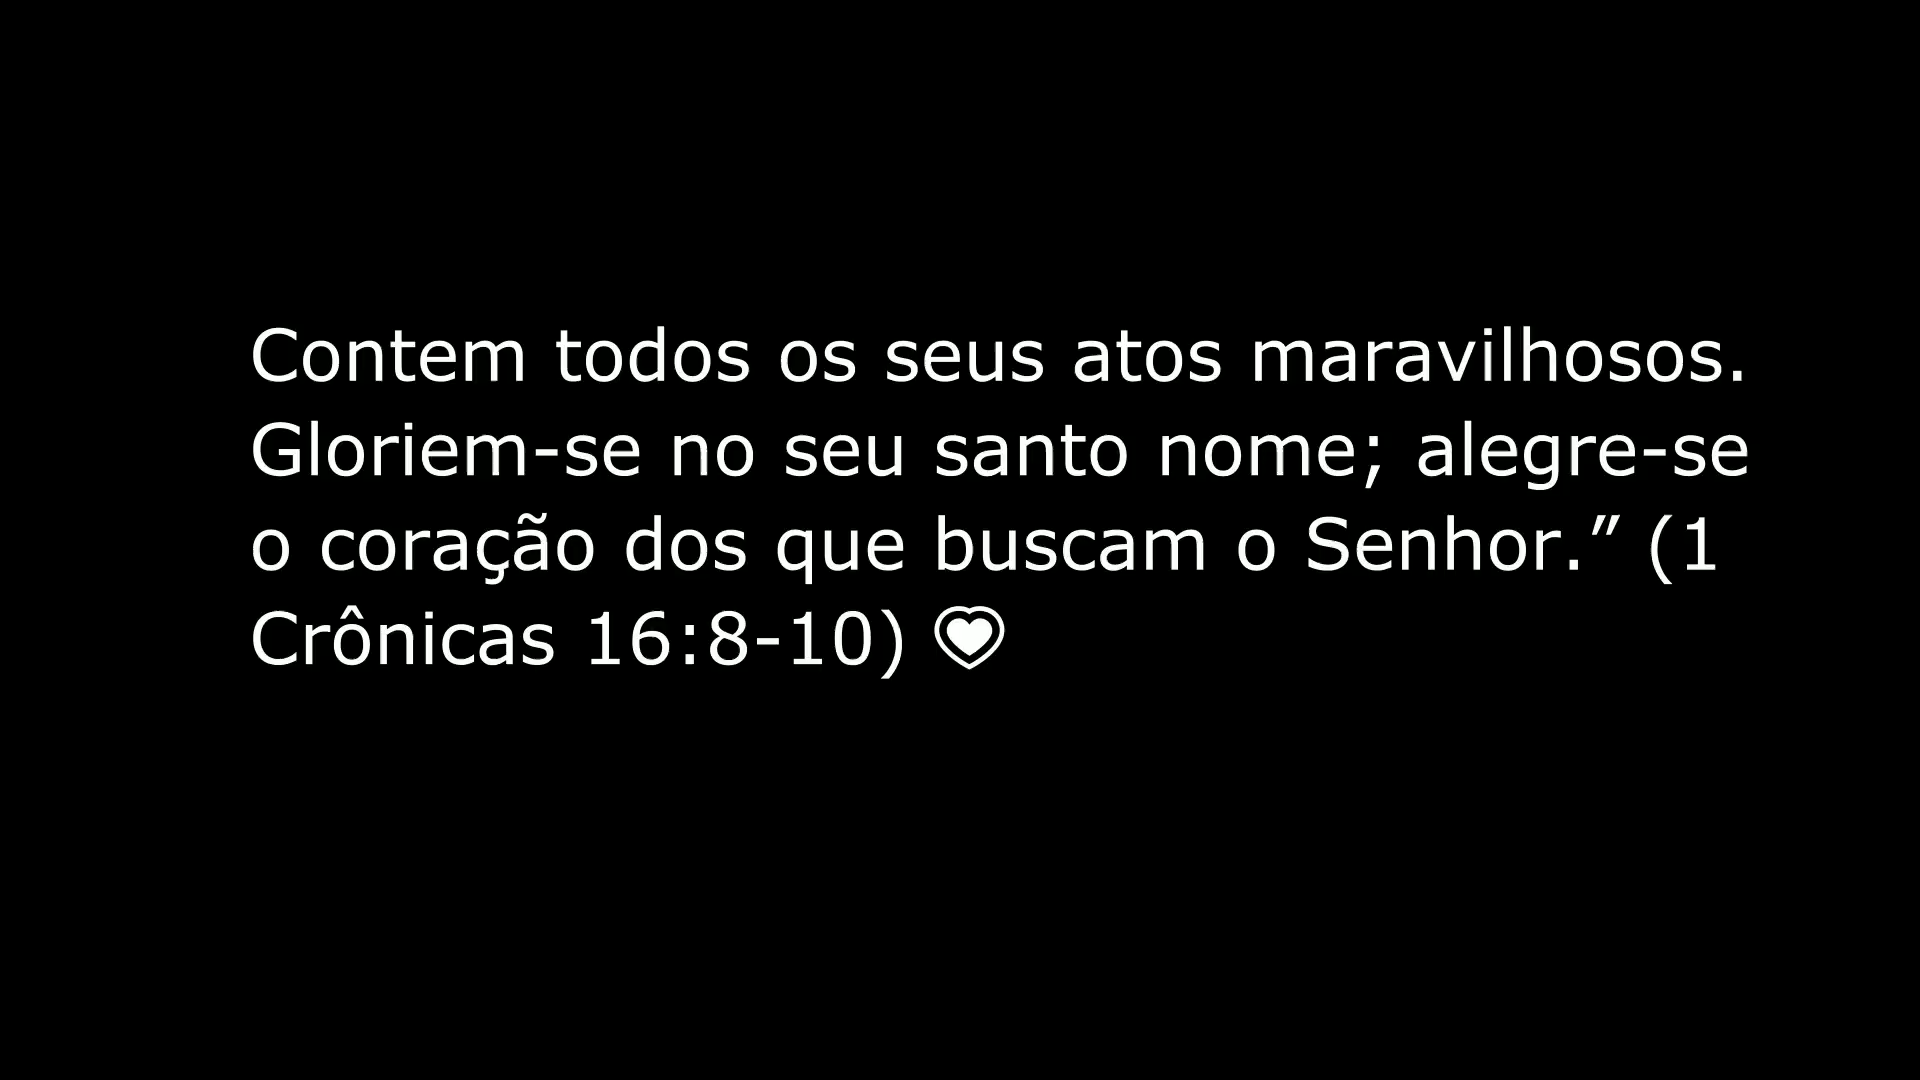 Contem todos os seus atos maravilhosos.
Gloriem-se no seu santo nome; alegre-se
o coração dos que buscam o Senhor.” (1
Crônicas 16:8-10) 💗